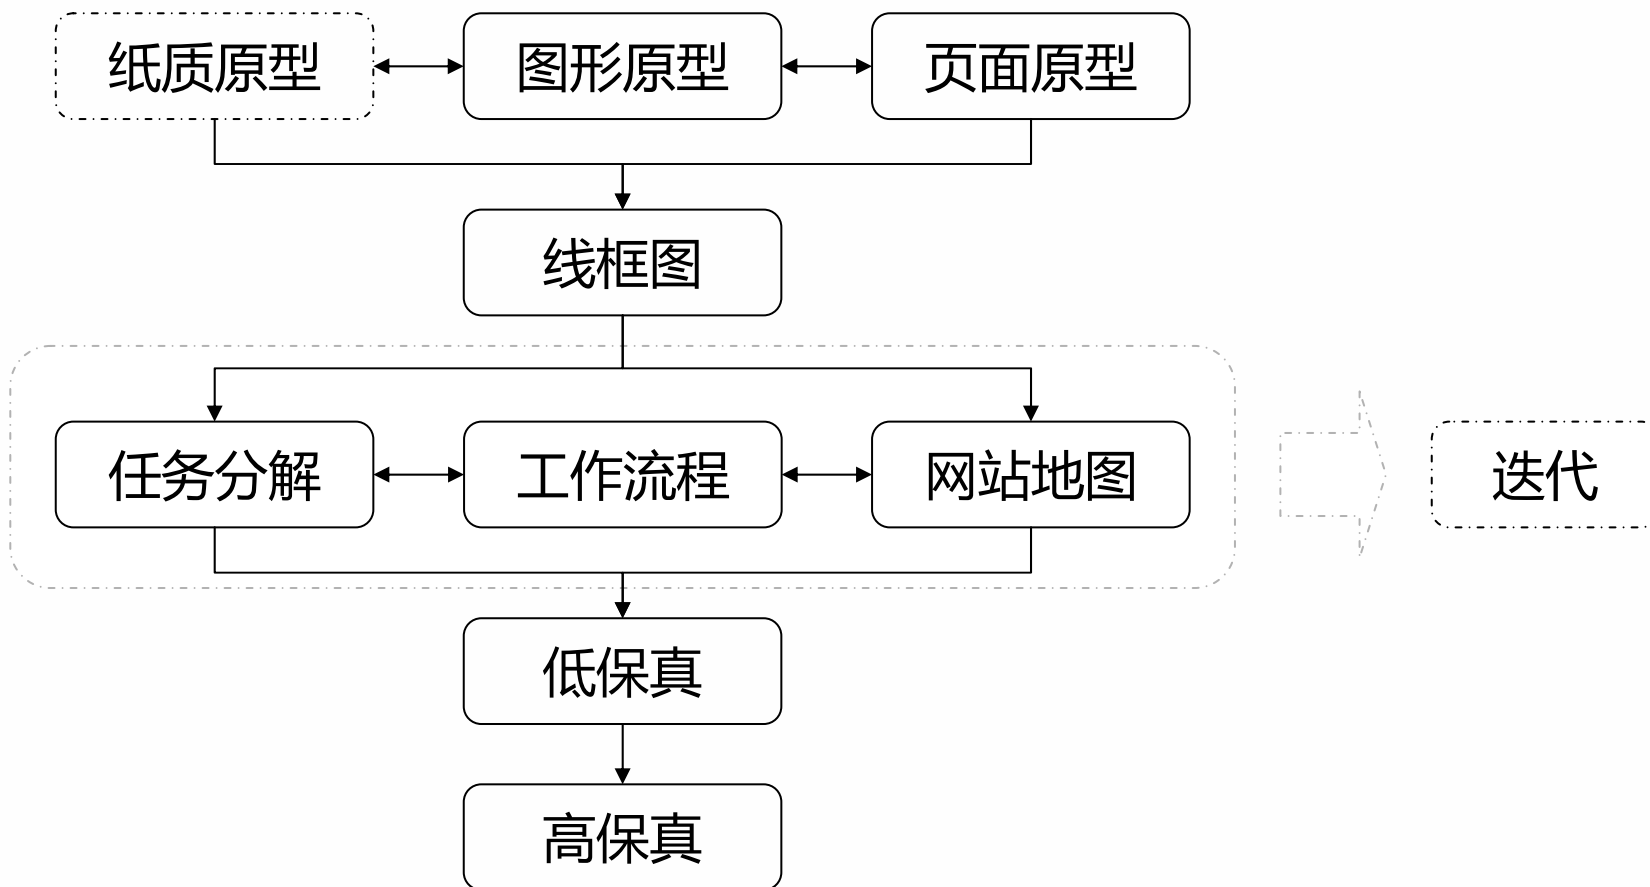 纸质原型
图形原型
页面原型
线框图
任务分解
工作流程
网站地图
迭代
低保真
高保真